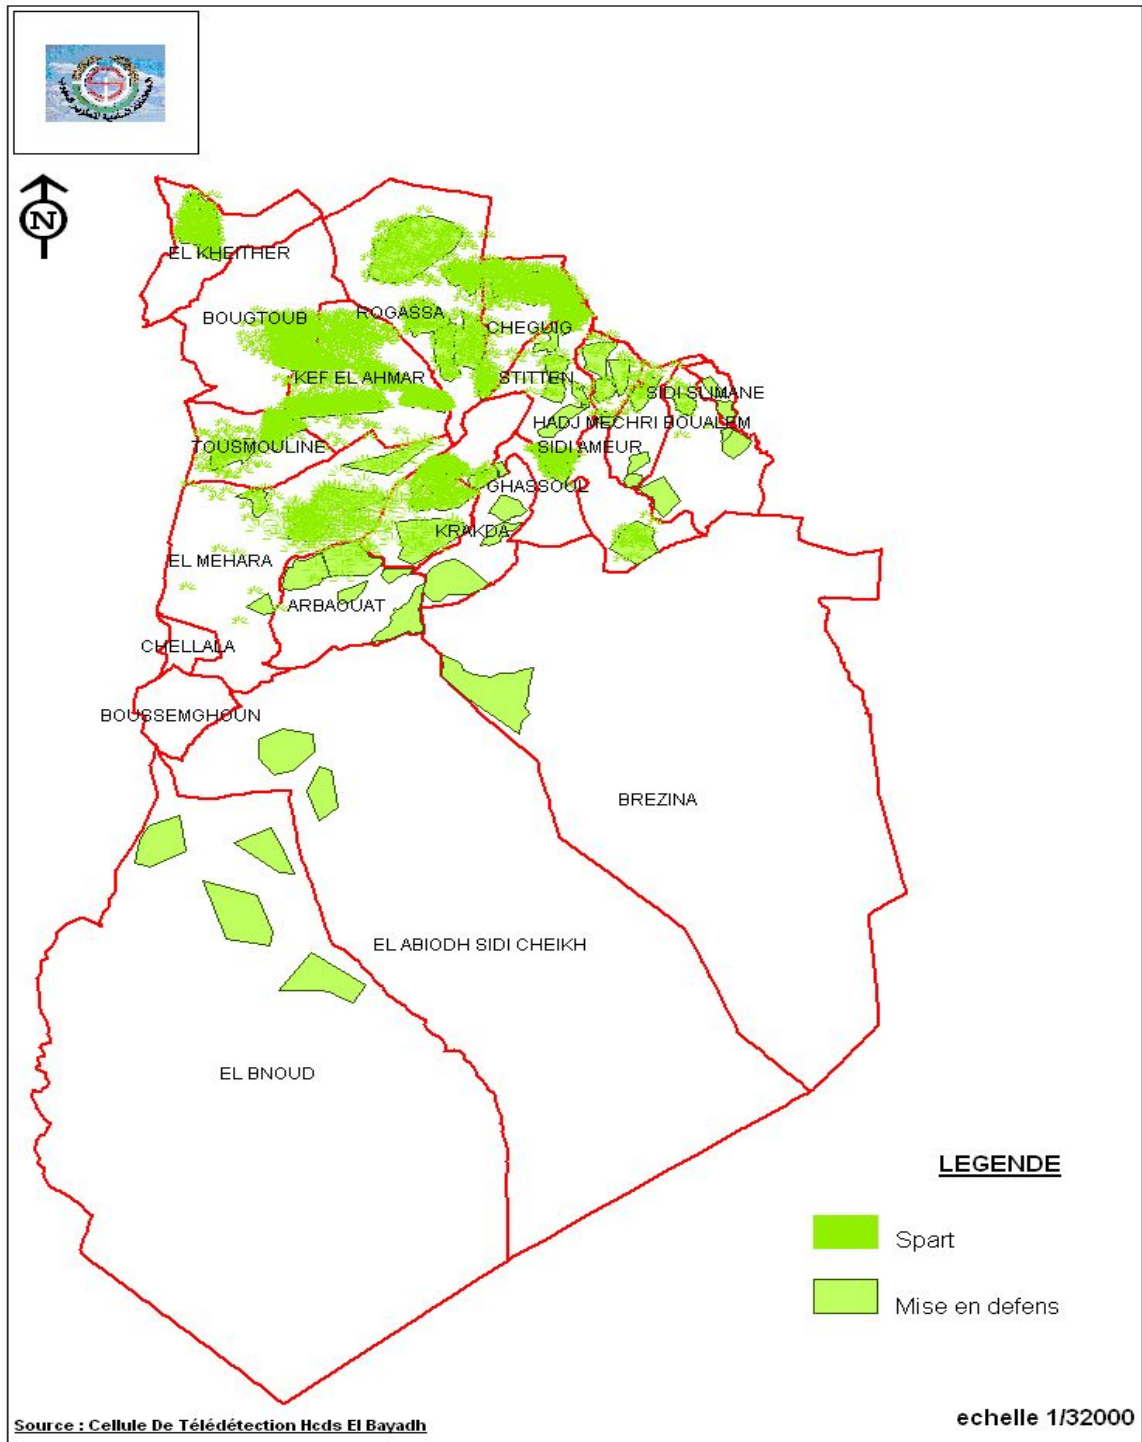 N
EL KHEITHER
BOUGTOUB
ROGASSA
CHEGUIG
KEF EL AHMAR
STITTEN
SIDI SLIMANE
HADJ MECHRI BOUALEM
TOUSMOULINE
SIDI AMEUR
GHASSOUL
KRAKDA
EL MEHARA
ARBAOUAT
CHELLALA
BOUSSEMGHOUN
BREZINA
EL ABIODH SIDI CHEIKH
EL BNOUD
LEGENDE
Spart
Mise en defens
Source : Cellule De Télédétection Hcds El Bayadh
echelle 1/32000